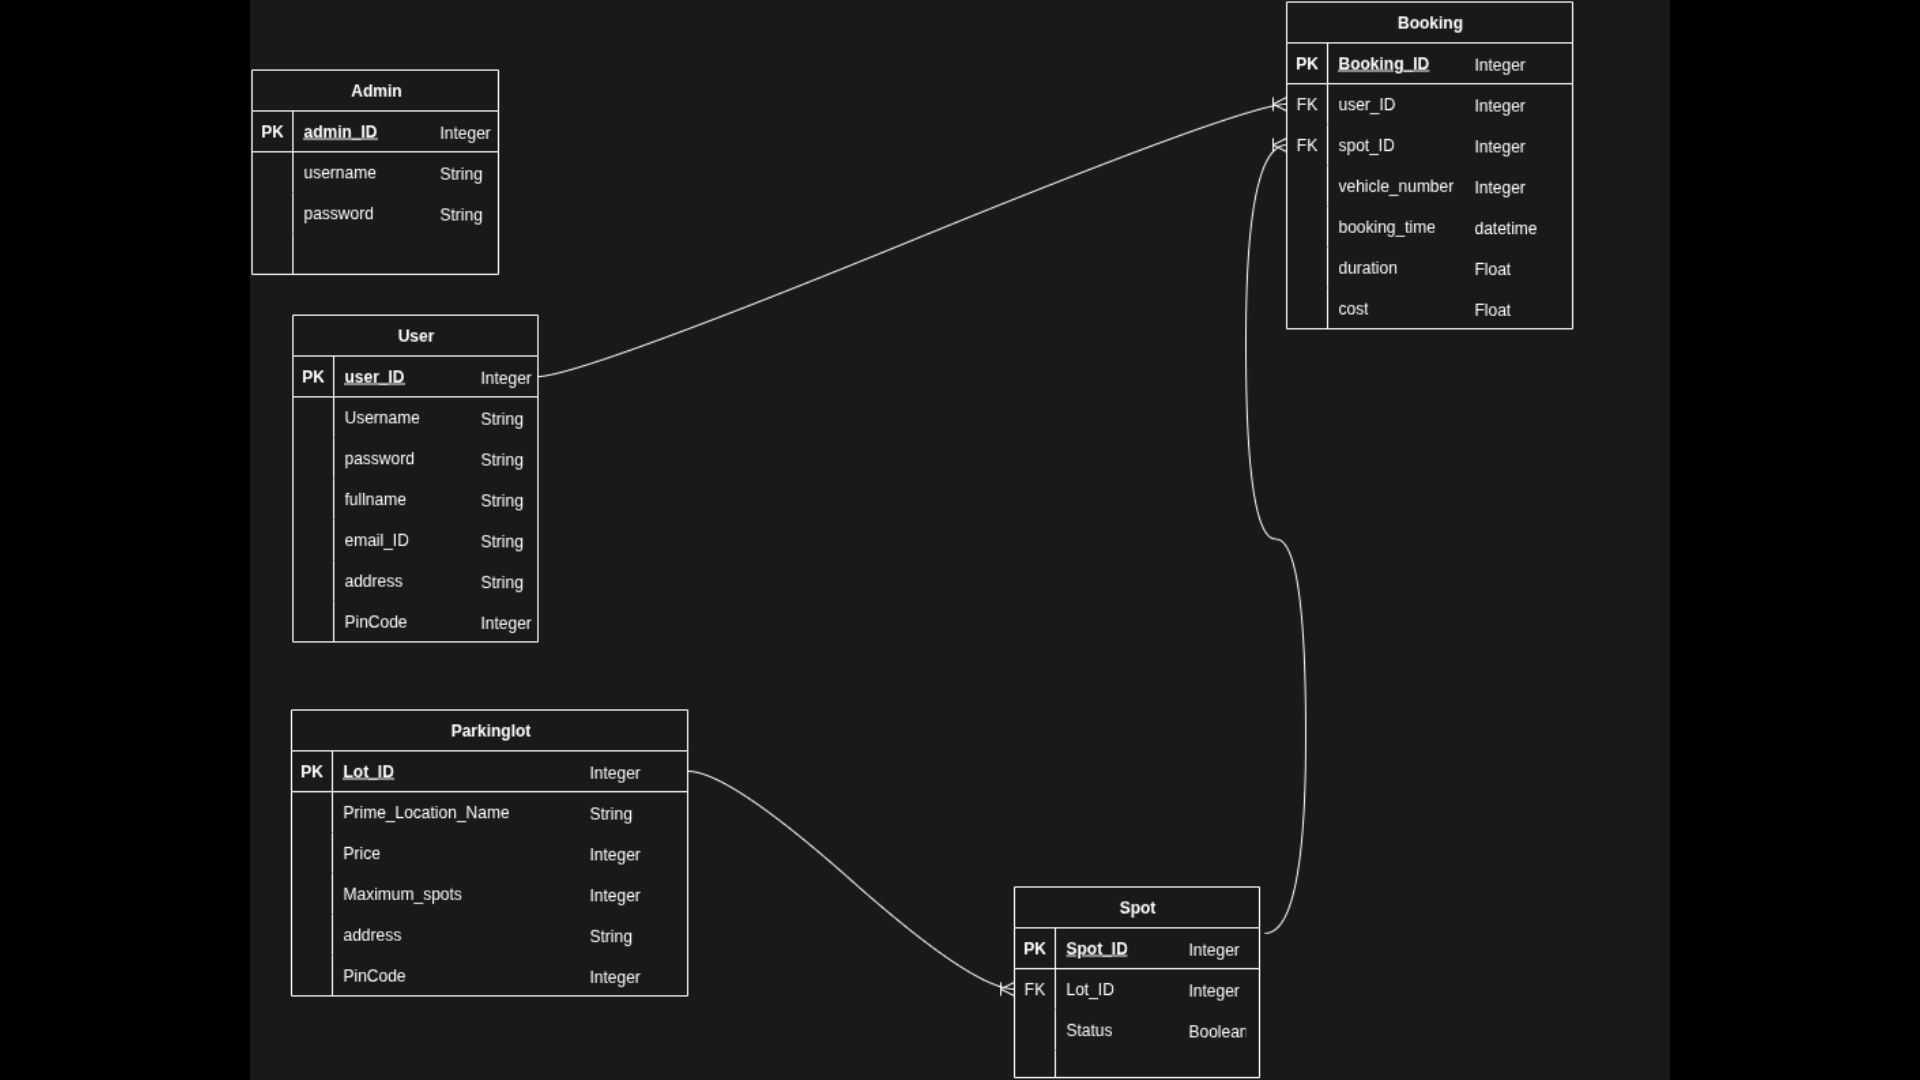 Admin
PK admin_ID Integer
username String
password String
User
PK user_ID Integer
Username String
password String
fullname String
email_ID String
address String
PinCode Integer
Parkinglot
PK Lot_ID Integer
Prime_Location_Name String
Price Integer
Maximum_spots Integer
address String
PinCode Integer
Booking
PK Booking_ID Integer
FK user_ID Integer
FK spot_ID Integer
vehicle_number Integer
booking_time datetime
duration Float
cost Float
Spot
PK Spot_ID Integer
FK Lot_ID Integer
Status Boolean